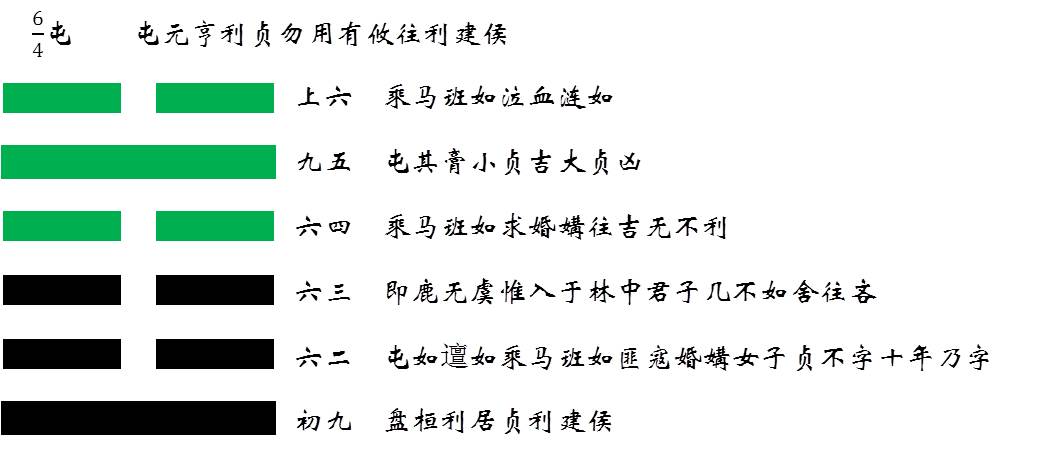 6/4屯 屯元亨利贞勿用有攸往利建侯
上六 乘马班如泣血涟如
九五 屯其膏小贞吉大贞凶
六四 乘马班如求婚媾往吉无不利
六三 即鹿无虞惟入于林中君子几不如舍往吝
六二 屯如邅如乘马班如匪寇婚媾女子贞不字十年乃字
初九 盘桓利居贞利建侯